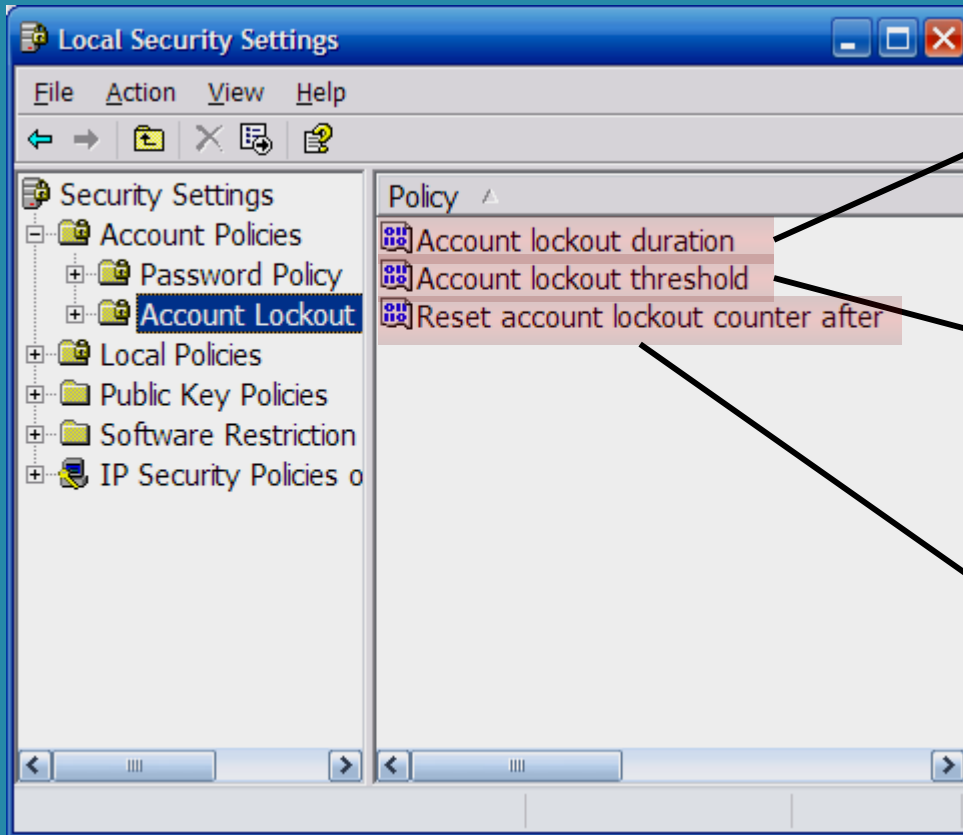 Local Security Settings
File Action View Help
Security Settings
Account Policies
Password Policy
Account Lockout
Local Policies
Public Key Policies
Software Restriction
IP Security Policies o
Policy
Account lockout duration
Account lockout threshold
Reset account lockout counter after